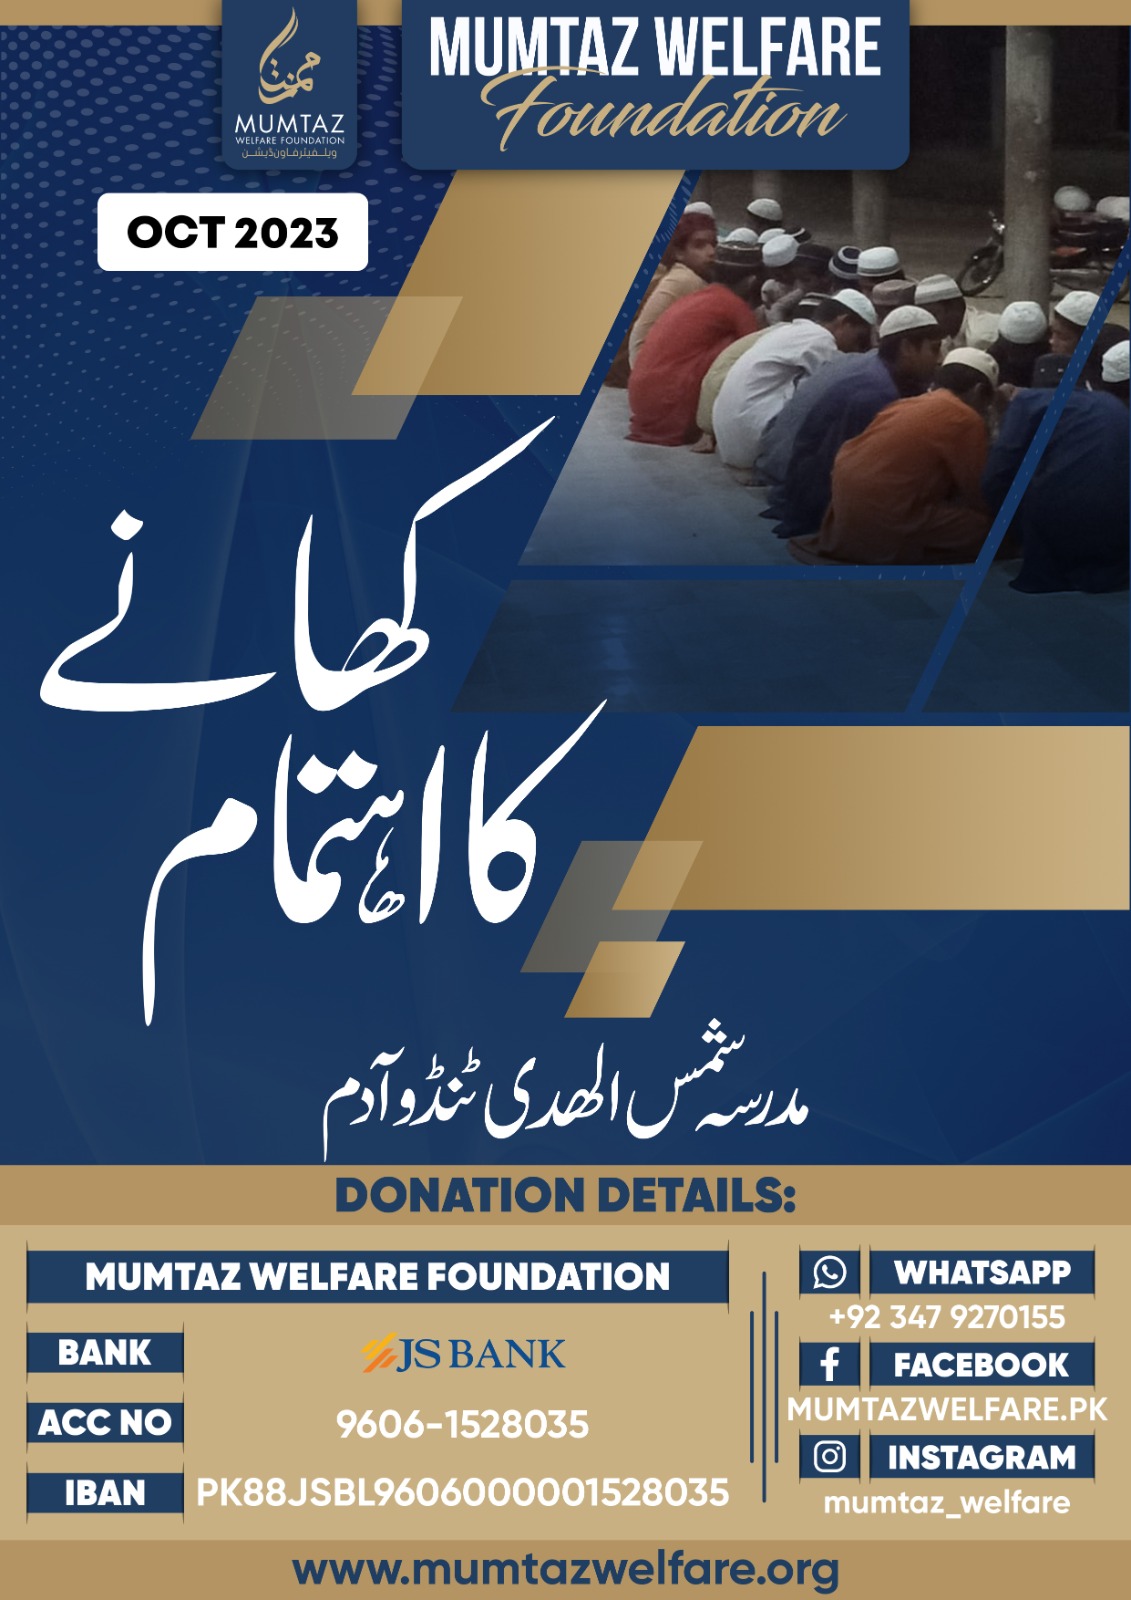 ممتاز
MUMTAZ
WELFARE FOUNDATION
ویلفیئر فاونڈیشن
MUMTAZ WELFARE
Foundation
OCT 2023
کھانے
کا اہتمام
مدرسہ شمس الھدی ٹنڈو آدم
DONATION DETAILS:
MUMTAZ WELFARE FOUNDATION
BANK JS BANK
ACC NO 9606-1528035
IBAN PK88JSBL9606000001528035
WHATSAPP
+92 347 9270155
FACEBOOK
MUMTAZWELFARE.PK
INSTAGRAM
mumtaz_welfare
www.mumtazwelfare.org